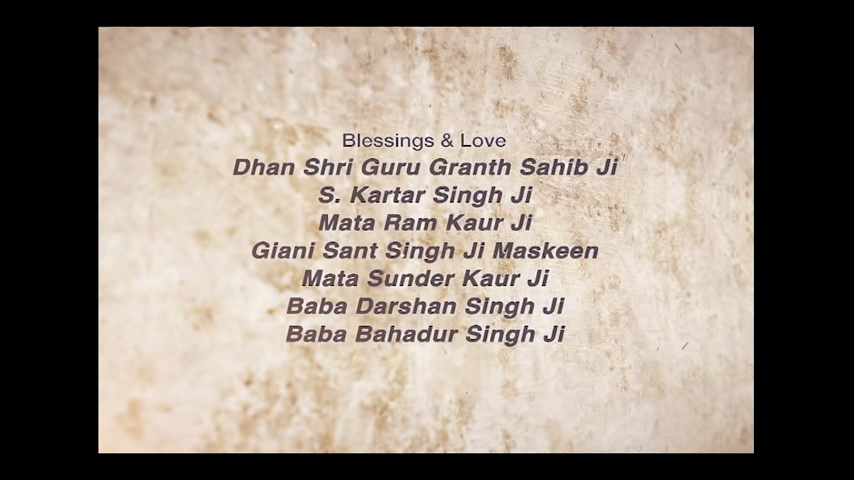 Blessings & Love
Dhan Shri Guru Granth Sahib Ji
S. Kartar Singh Ji
Mata Ram Kaur Ji
Giani Sant Singh Ji Maskeen
Mata Sunder Kaur Ji
Baba Darshan Singh Ji
Baba Bahadur Singh Ji